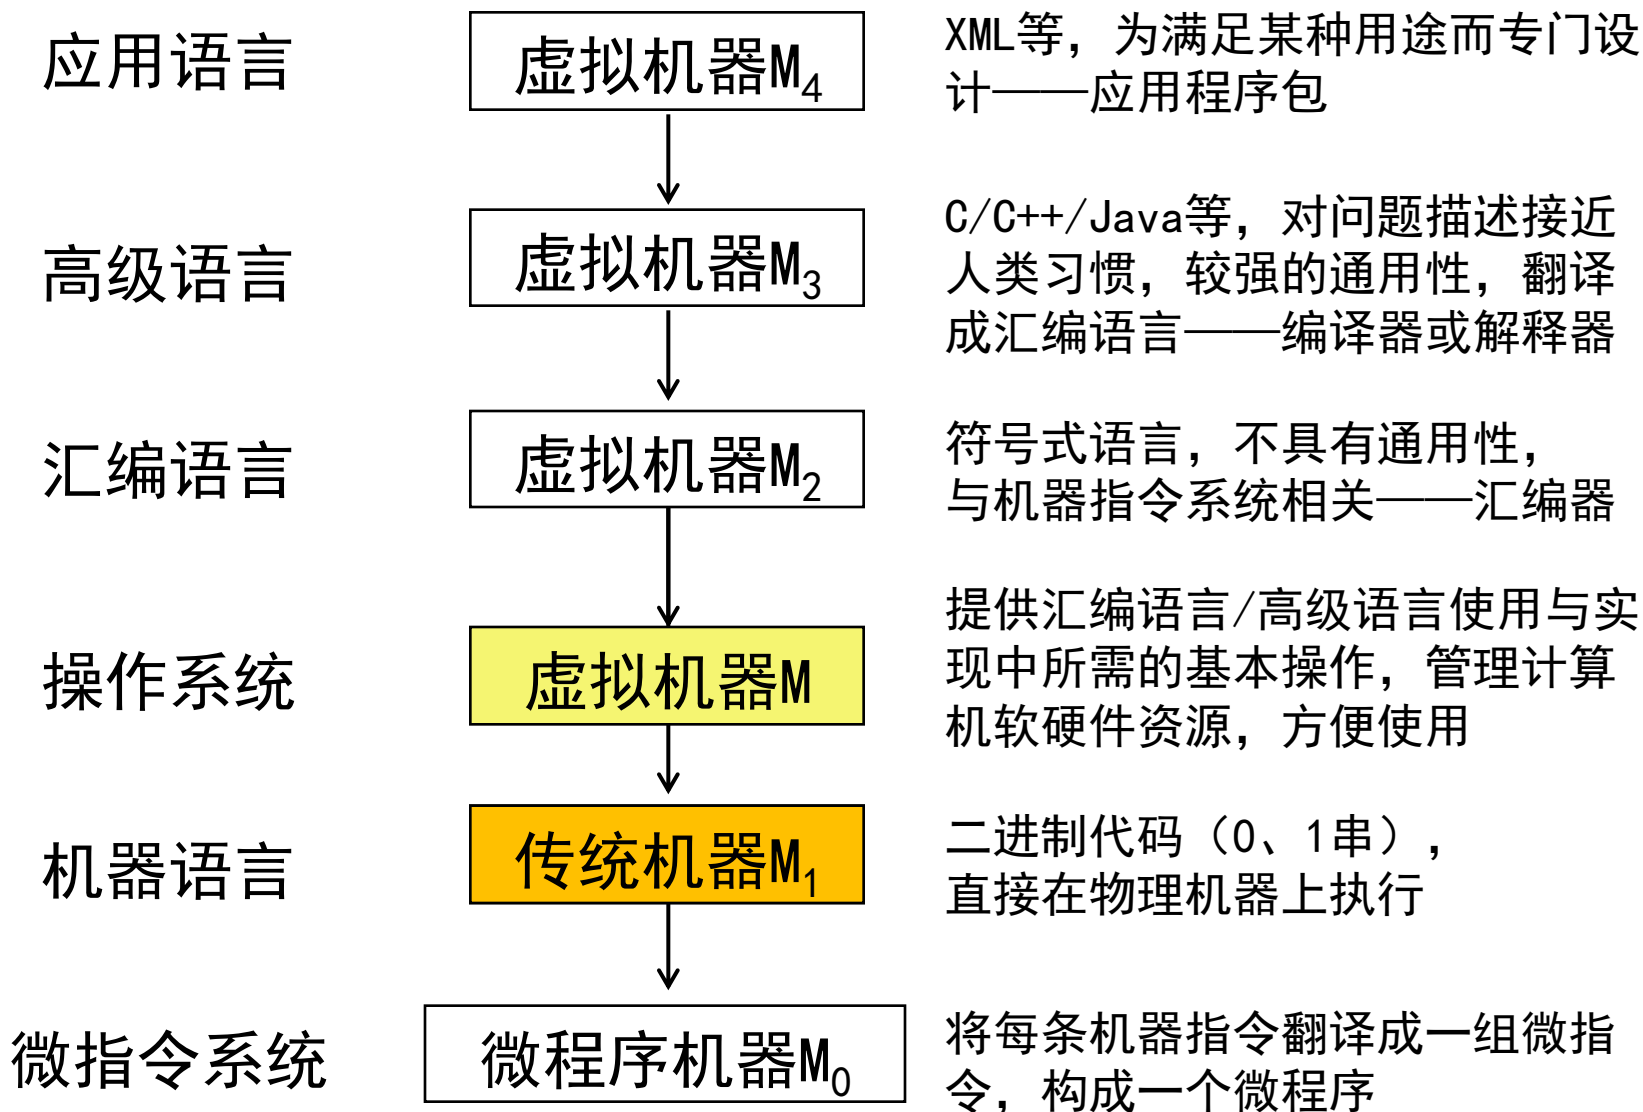 应用语言
虚拟机器M4
XML等，为满足某种用途而专门设
计——应用程序包
高级语言
虚拟机器M3
C/C++/Java等，对问题描述接近
人类习惯，较强的通用性，翻译
成汇编语言——编译器或解释器
汇编语言
虚拟机器M2
符号式语言，不具有通用性，
与机器指令系统相关——汇编器
操作系统
虚拟机器M
提供汇编语言/高级语言使用与实
现中所需的基本操作，管理计算
机软硬件资源，方便使用
机器语言
传统机器M1
二进制代码（0、1串），
直接在物理机器上执行
微指令系统
微程序机器M0
将每条机器指令翻译成一组微指
令，构成一个微程序